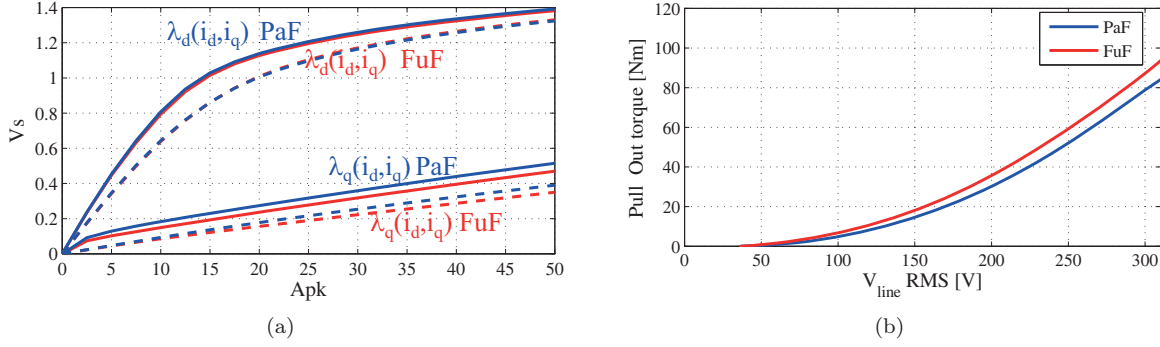 1.4
1.2
1
0.8
0.6
0.4
0.2
0
Vs
λd(id,iq) PaF
λd(id,iq) FuF
λq(id,iq) PaF
λq(id,iq) FuF
0 5 10 15 20 25 30 35 40 45 50
Apk
(a)
120
100
80
60
40
20
0
Pull Out torque [Nm]
PaF
FuF
0 50 100 150 200 250 300
Vline RMS [V]
(b)